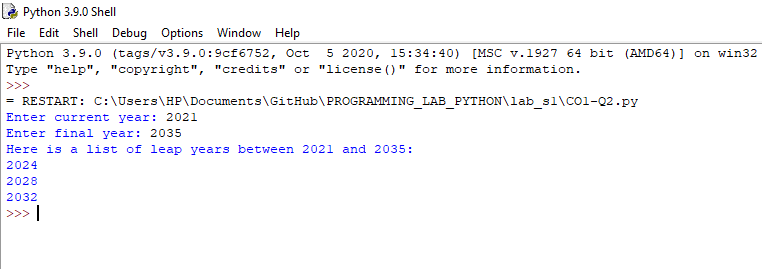 Python 3.9.0 Shell
File Edit Shell Debug Options Window Help
Python 3.9.0 (tags/v3.9.0:9cf6752, Oct  5 2020, 15:34:40) [MSC v.1927 64 bit (AMD64)] on win32
Type "help", "copyright", "credits" or "license()" for more information.
>>>
= RESTART: C:\Users\HP\Documents\GitHub\PROGRAMMING_LAB_PYTHON\lab_s1\CO1-Q2.py
Enter current year: 2021
Enter final year: 2035
Here is a list of leap years between 2021 and 2035:
2024
2028
2032
>>>